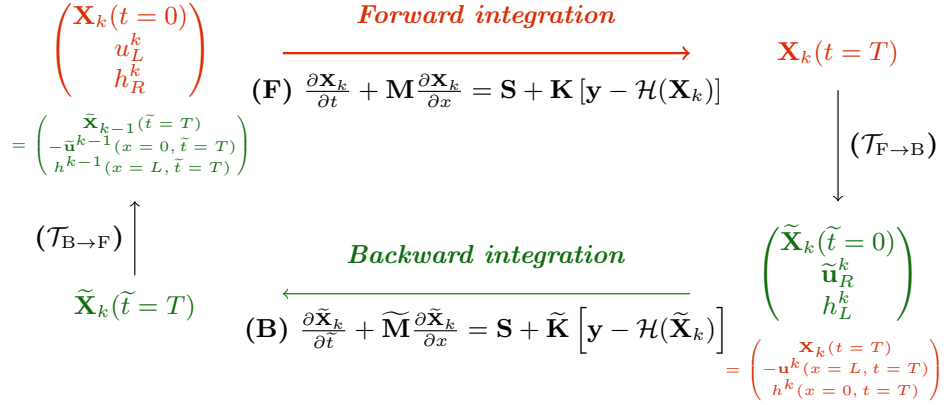 X_k(t = 0)
u_L^k
h_R^k
= ( X̃_{k−1}(t̃ = T)
−ũ^{k−1}(x = 0, t̃ = T)
h^{k−1}(x = L, t̃ = T) )
Forward integration
(F) ∂X_k/∂t + M ∂X_k/∂x = S + K [y − ℋ(X_k)]
X_k(t = T)
(𝒯_{F→B})
(𝒯_{B→F})
X̃_k(t̃ = T)
Backward integration
(B) ∂X̃_k/∂t̃ + M̃ ∂X̃_k/∂x = S + K̃ [y − ℋ(X̃_k)]
X̃_k(t̃ = 0)
ũ_R^k
h_L^k
= ( X_k(t = T)
−u^k(x = L, t = T)
h^k(x = 0, t = T) )